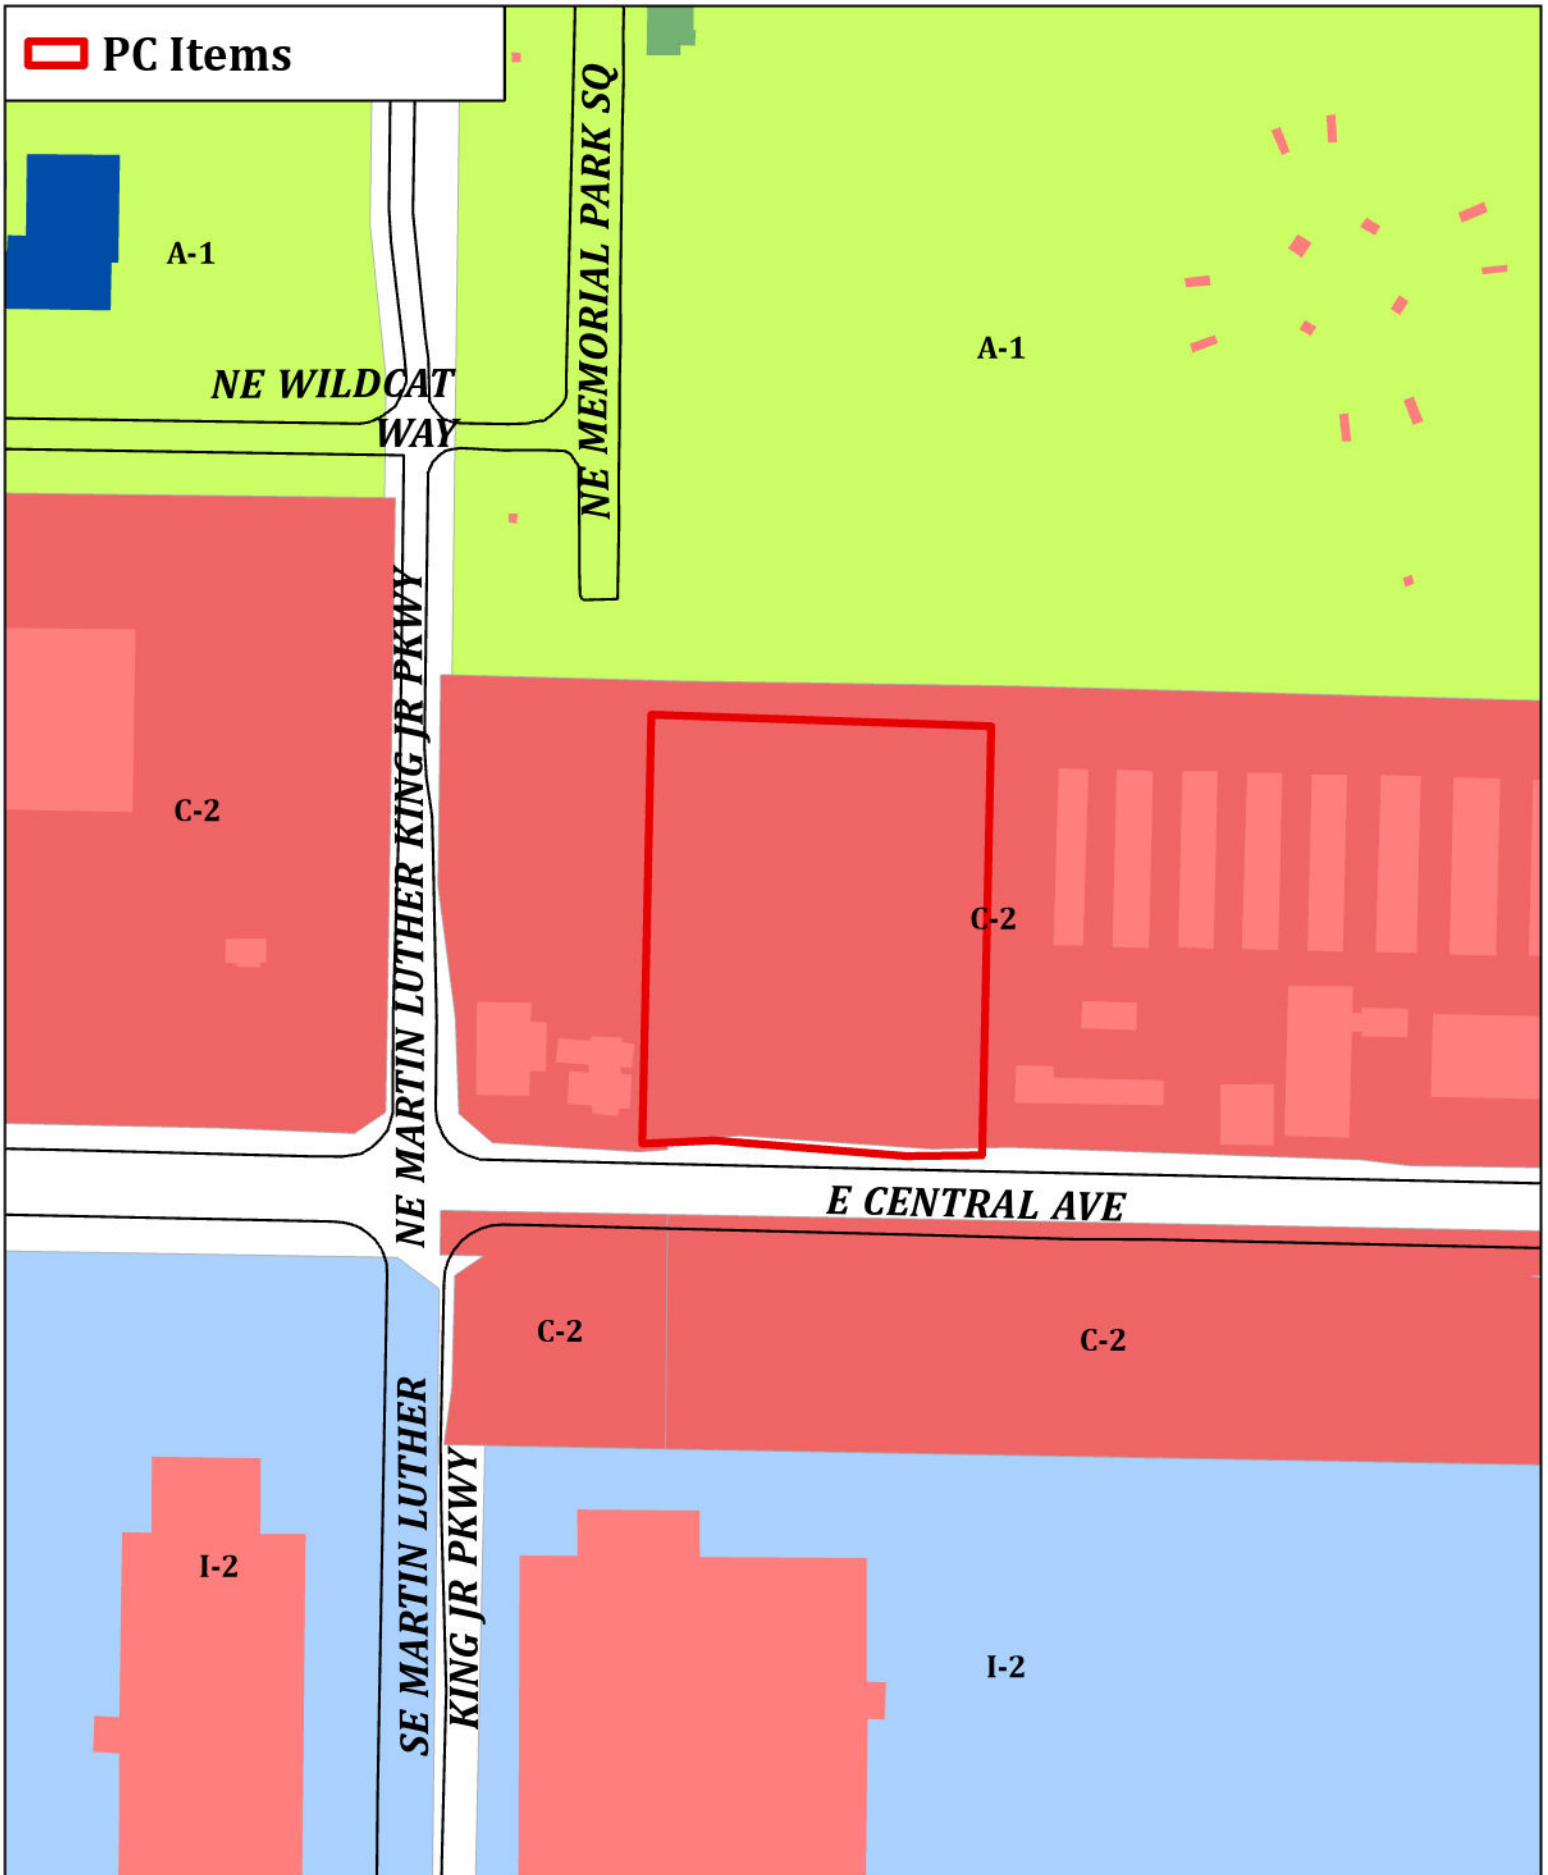 PC Items
NE MEMORIAL PARK SQ
A-1
A-1
NE WILDCAT
WAY
NE MARTIN LUTHER KING JR PKWY
C-2
C-2
E CENTRAL AVE
C-2
C-2
SE MARTIN LUTHER
KING JR PKWY
I-2
I-2